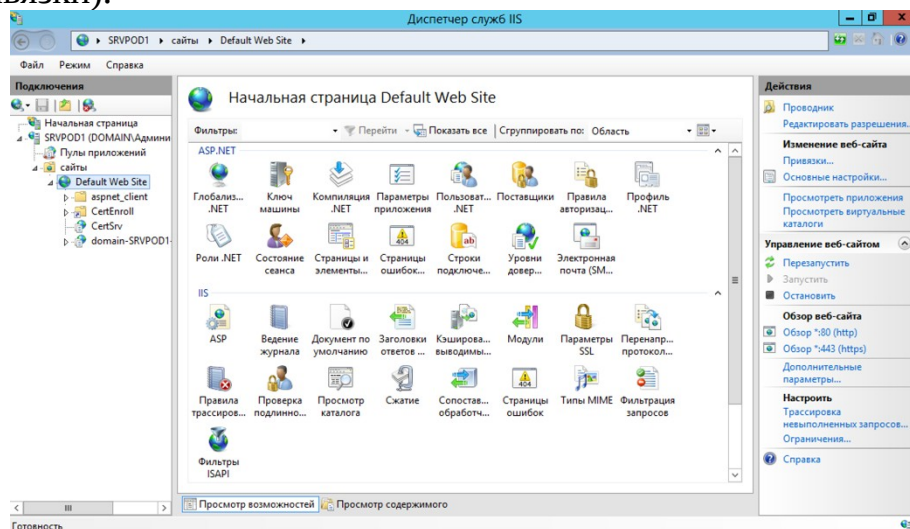 вязки).
Диспетчер служб IIS
SRVPOD1 сайты Default Web Site
Файл Режим Справка
Подключения
Начальная страница
SRVPOD1 (DOMAIN\Админи
Пулы приложений
сайты
Default Web Site
aspnet_client
CertEnroll
CertSrv
domain-SRVPOD1-
Начальная страница Default Web Site
Фильтры: Перейти Показать все Сгруппировать по: Область
ASP.NET
Глобализ... .NET
Ключ машины
Компиляция .NET
Параметры приложения
Пользоват... .NET
Поставщики
Правила авторизац...
Профиль .NET
Роли .NET
Состояние сеанса
Страницы и элементы...
404
Страницы ошибок...
ab
Строки подключе...
Уровни довер...
Электронная почта (SM...
IIS
ASP
Ведение журнала
Документ по умолчанию
Заголовки ответов ...
Кэширова... выводимы...
Модули
Параметры SSL
Перенапр... протокол...
Правила трассиров...
Проверка подлинно...
Просмотр каталога
Сжатие
Сопостав... обработч...
404
Страницы ошибок
Типы MIME
Фильтрация запросов
Фильтры ISAPI
Просмотр возможностей Просмотр содержимого
Готовность
Действия
Проводник
Редактировать разрешения...
Изменение веб-сайта
Привязки...
Основные настройки...
Просмотреть приложения
Просмотреть виртуальные
каталоги
Управление веб-сайтом
Перезапустить
Запустить
Остановить
Обзор веб-сайта
Обзор *:80 (http)
Обзор *:443 (https)
Дополнительные
параметры...
Настроить
Трассировка
невыполненных запросов...
Ограничения...
Справка